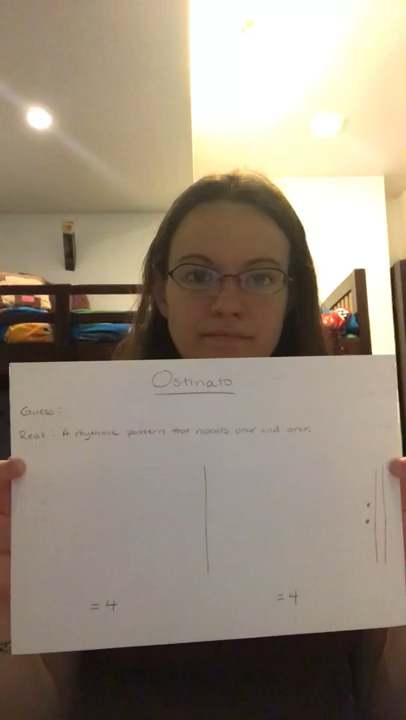 Ostinato
Guess:
Real: A rhythmic pattern that repeats over and over.
= 4
= 4